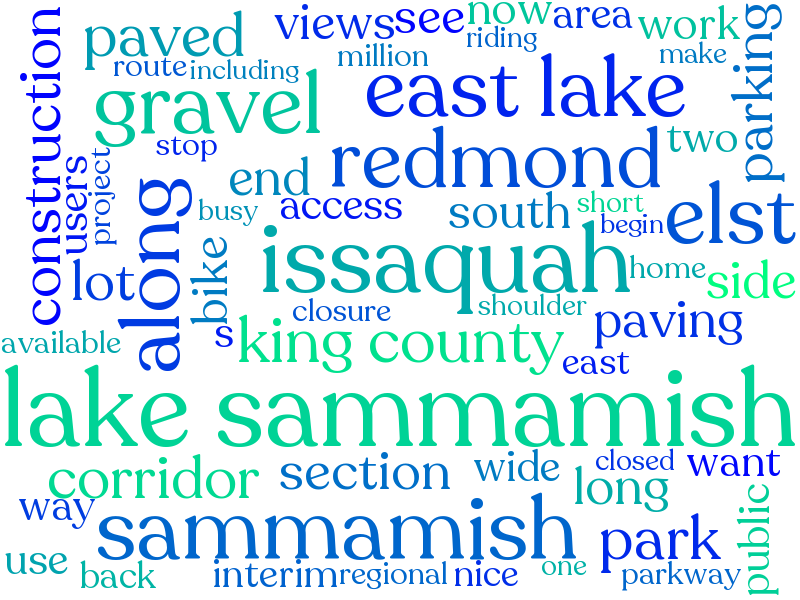 views see now area work
riding
paved million make
route including
construction gravel east lake parking
stop two
users project end redmond
along busy access south short begin elst
lot bike issaquah home side
closure shoulder
available s king county paving
east
lake sammamish
corridor section wide closed want
way long
sammamish park public
use back interim regional nice one parkway